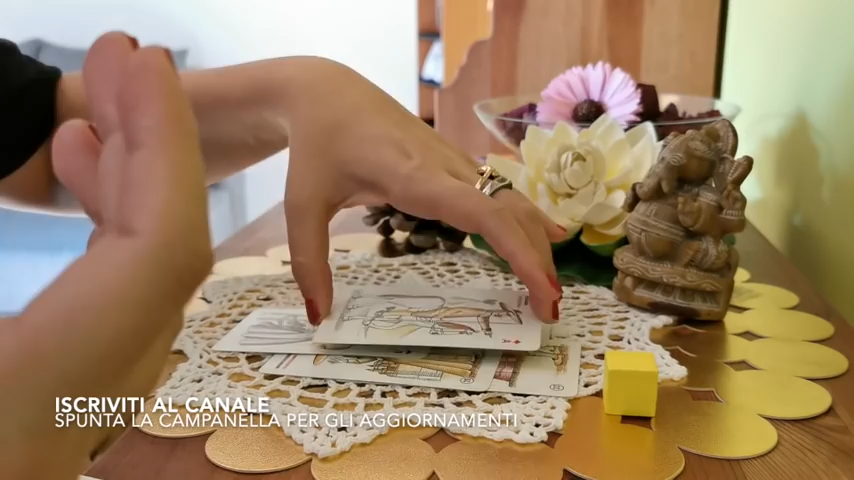 ISCRIVITI AL CANALE
SPUNTA LA CAMPANELLA PER GLI AGGIORNAMENTI